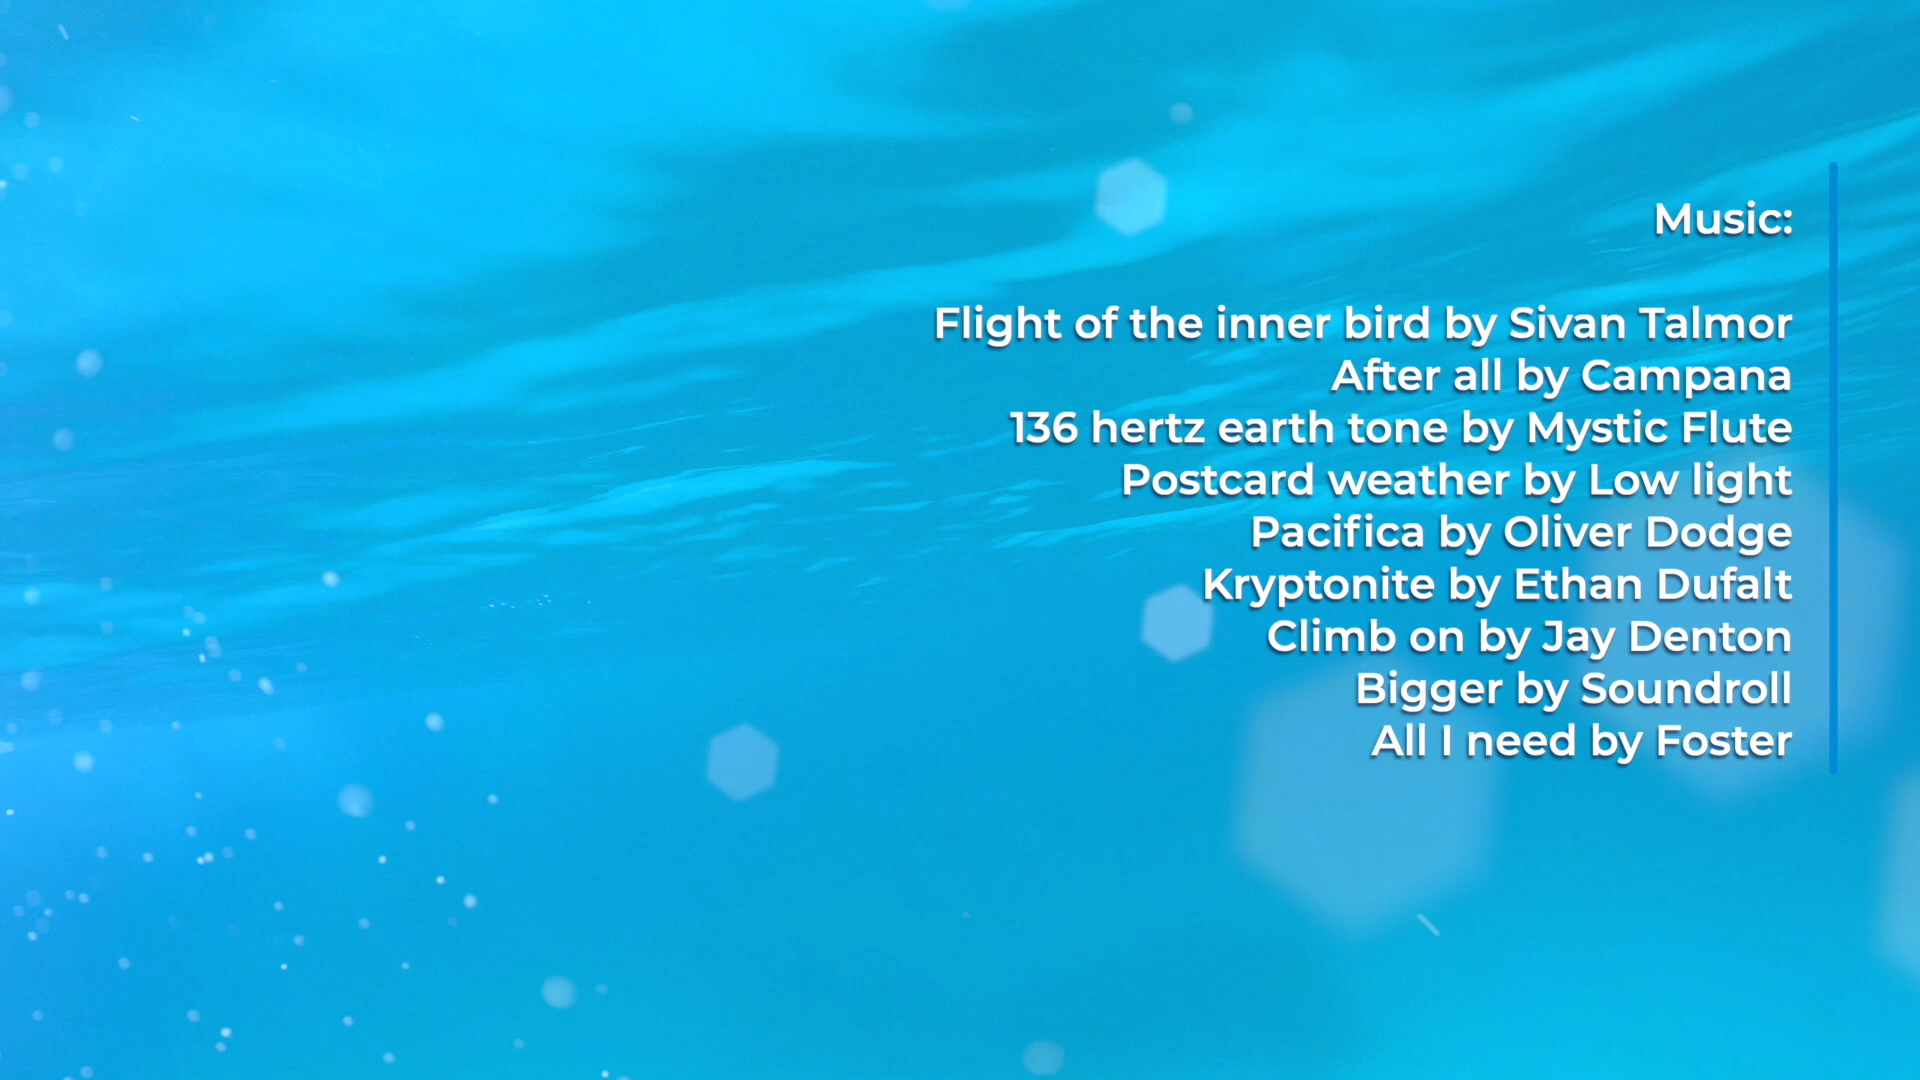 Music:
Flight of the inner bird by Sivan Talmor
After all by Campana
136 hertz earth tone by Mystic Flute
Postcard weather by Low light
Pacifica by Oliver Dodge
Kryptonite by Ethan Dufalt
Climb on by Jay Denton
Bigger by Soundroll
All I need by Foster